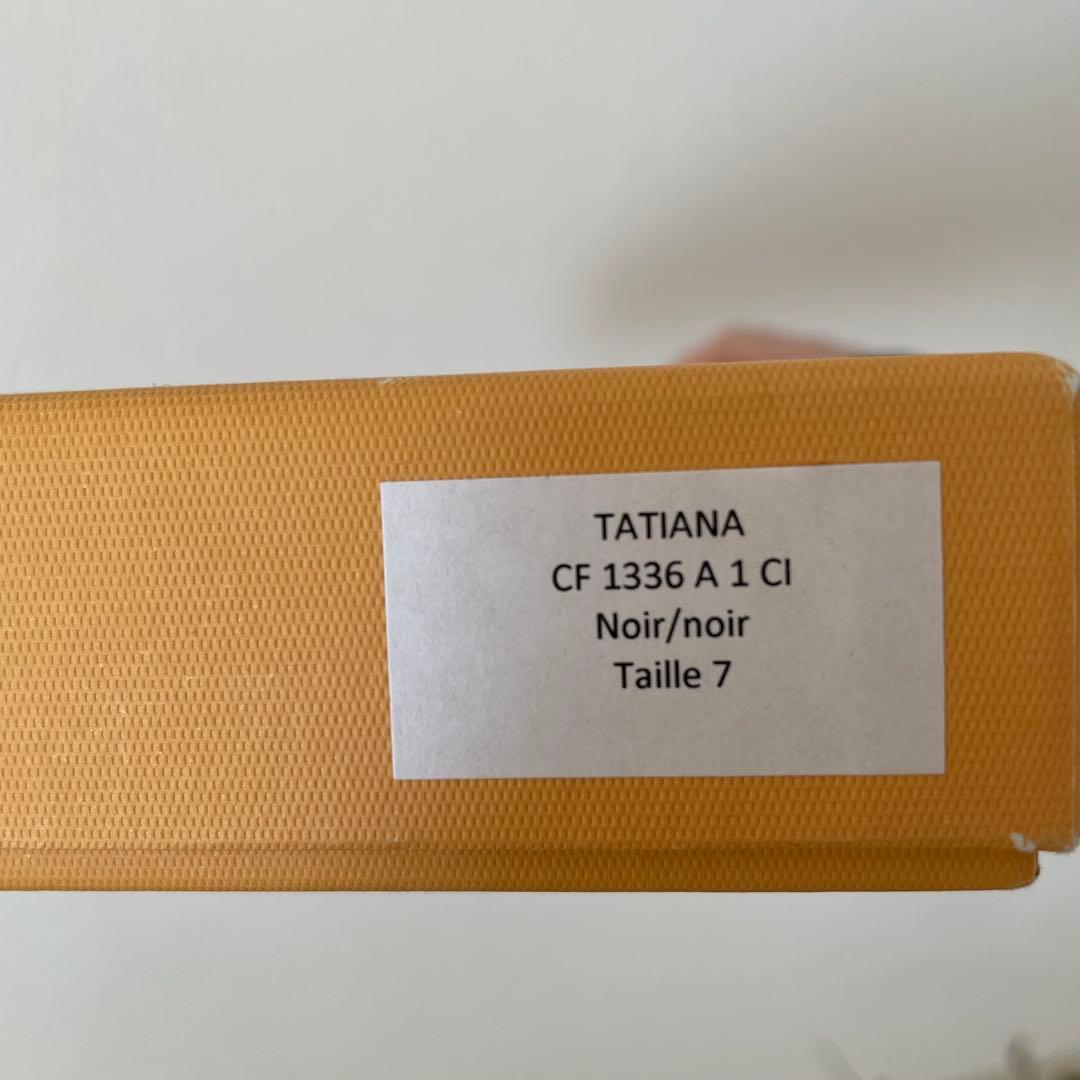 TATIANA
CF 1336 A 1 CI
Noir/noir
Taille 7